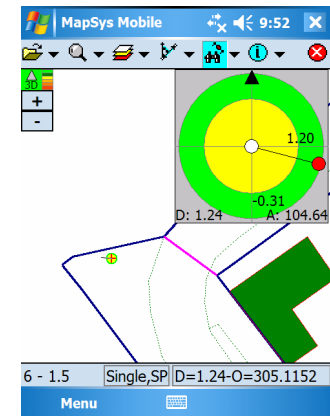 MapSys Mobile 9:52
3D
+
-
1.20
-0.31
D: 1.24 A: 104.64
6 - 1.5 Single,SP D=1.24-O=305.1152
Menu